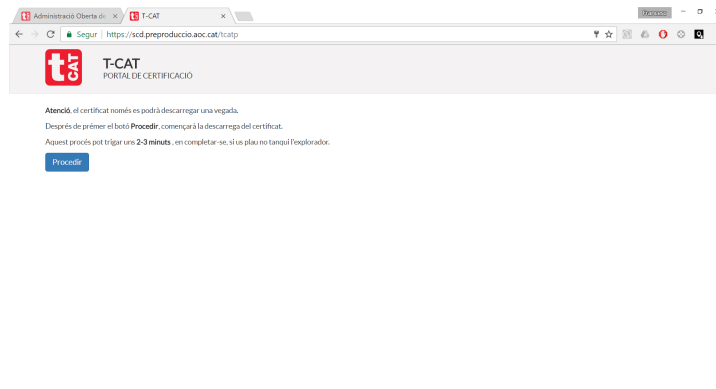 Administració Oberta de
T-CAT
Segur
https://scd.preproduccio.aoc.cat/tcatp
t CAT
T-CAT
PORTAL DE CERTIFICACIÓ
Atenció, el certificat només es podrà descarregar una vegada.
Després de prémer el botó Procedir, començarà la descarrega del certificat.
Aquest procés pot trigar uns 2-3 minuts , en completar-se, si us plau no tanqui l'explorador.
Procedir